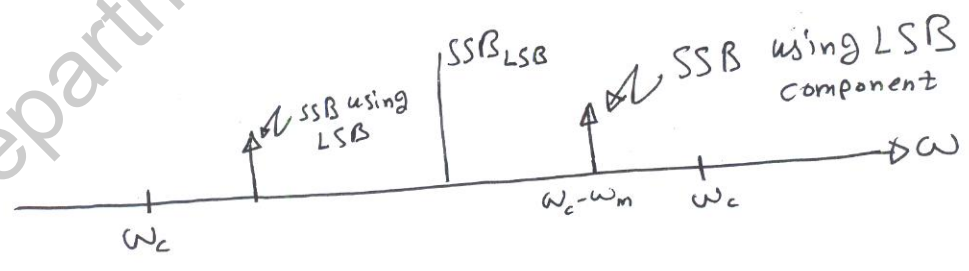 SSB_LSB
SSB using LSB
component
SSB using
LSB
ω_c-ω_m
ω_c
ω
ω_c